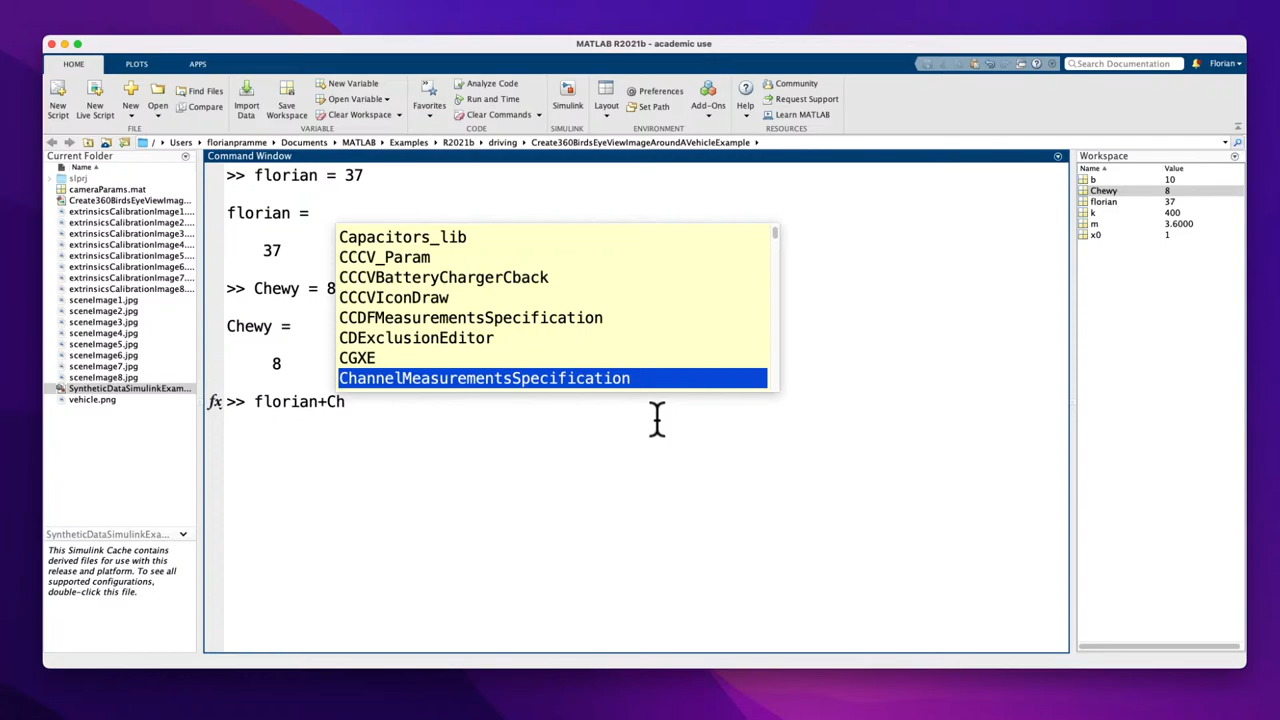 MATLAB R2021b - academic use
HOME PLOTS APPS
Search Documentation
Florian
New Script
New Live Script
New
Open
Find Files
Compare
FILE
Import Data
Save Workspace
New Variable
Open Variable
Clear Workspace
VARIABLE
Favorites
Analyze Code
Run and Time
Clear Commands
CODE
Simulink
SIMULINK
Layout
Preferences
Set Path
Add-Ons
ENVIRONMENT
Help
Community
Request Support
Learn MATLAB
RESOURCES
/ Users florianpramme Documents MATLAB Examples R2021b driving Create360BirdsEyeViewImageAroundAVehicleExample
Current Folder
Name
slprj
cameraParams.mat
Create360BirdsEyeViewImag...
extrinsicsCalibrationImage1....
extrinsicsCalibrationImage2....
extrinsicsCalibrationImage3....
extrinsicsCalibrationImage4....
extrinsicsCalibrationImage5....
extrinsicsCalibrationImage6....
extrinsicsCalibrationImage7....
extrinsicsCalibrationImage8....
sceneImage1.jpg
sceneImage2.jpg
sceneImage3.jpg
sceneImage4.jpg
sceneImage5.jpg
sceneImage6.jpg
sceneImage7.jpg
sceneImage8.jpg
SyntheticDataSimulinkExam...
vehicle.png
SyntheticDataSimulinkExa...
This Simulink Cache contains
derived files for use with this
release and platform. To see all
supported configurations,
double-click this file.
Command Window
>> florian = 37
florian =
37
>> Chewy = 8
Chewy =
8
fx >> florian+Ch
Capacitors_lib
CCCV_Param
CCCVBatteryChargerCback
CCCVIconDraw
CCDFMeasurementsSpecification
CDExclusionEditor
CGXE
ChannelMeasurementsSpecification
Workspace
Name Value
b 10
Chewy 8
florian 37
k 400
m 3.6000
x0 1